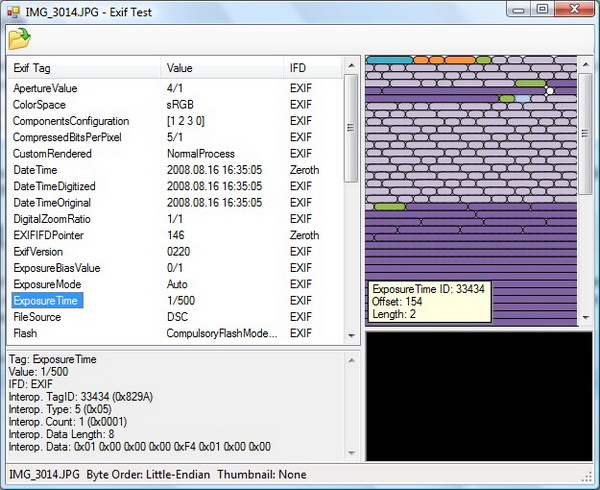 IMG_3014.JPG - Exif Test
Exif Tag Value IFD
ApertureValue 4/1 EXIF
ColorSpace sRGB EXIF
ComponentsConfiguration [1 2 3 0] EXIF
CompressedBitsPerPixel 5/1 EXIF
CustomRendered NormalProcess EXIF
DateTime 2008.08.16 16:35:05 Zeroth
DateTimeDigitized 2008.08.16 16:35:05 EXIF
DateTimeOriginal 2008.08.16 16:35:05 EXIF
DigitalZoomRatio 1/1 EXIF
EXIFIFDPointer 146 Zeroth
ExifVersion 0220 EXIF
ExposureBiasValue 0/1 EXIF
ExposureMode Auto EXIF
ExposureTime 1/500 EXIF
FileSource DSC EXIF
Flash CompulsoryFlashMode... EXIF
ExposureTime ID: 33434
Offset: 154
Length: 2
Tag: ExposureTime
Value: 1/500
IFD: EXIF
Interop. TagID: 33434 (0x829A)
Interop. Type: 5 (0x05)
Interop. Count: 1 (0x0001)
Interop. Data Length: 8
Interop. Data: 0x01 0x00 0x00 0x00 0xF4 0x01 0x00 0x00
IMG_3014.JPG Byte Order: Little-Endian Thumbnail: None